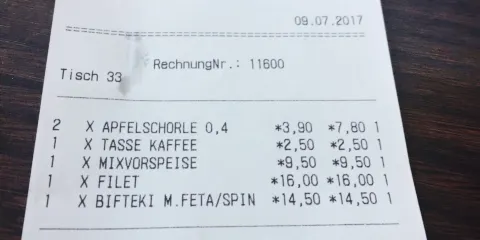 09.07.2017
RechnungNr.: 11600
Tisch 33
2 X APFELSCHORLE 0,4 *3,90 *7,80 1
1 X TASSE KAFFEE *2,50 *2,50 1
1 X MIXVORSPEISE *9,50 *9,50 1
1 X FILET *16,00 *16,00 1
1 X BIFTEKI M.FETA/SPIN *14,50 *14,50 1